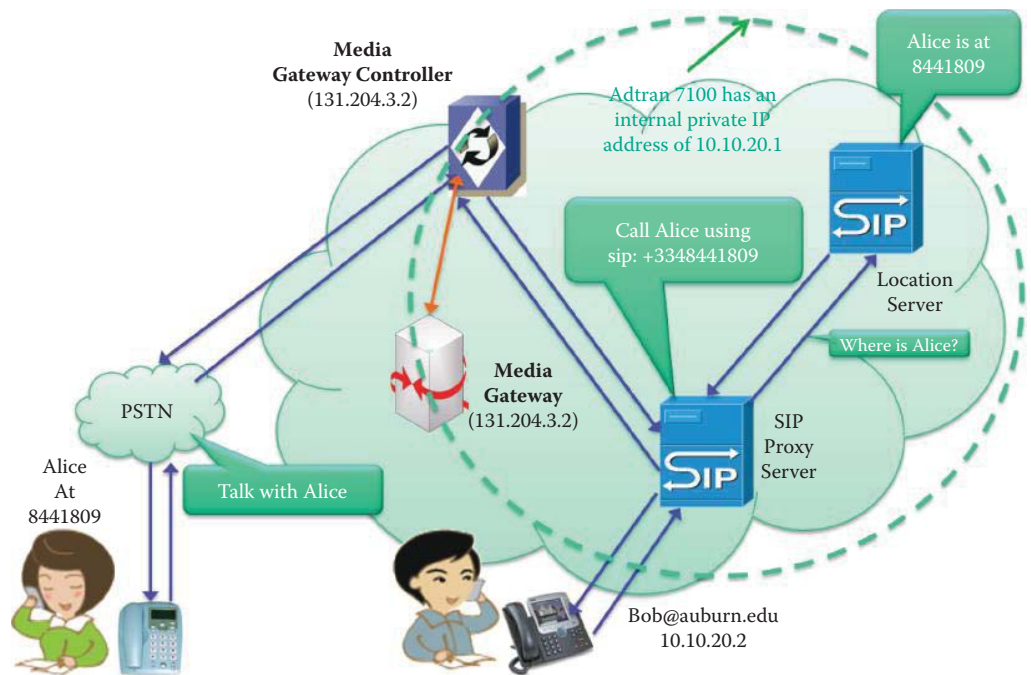 Media
Gateway Controller
(131.204.3.2)
Adtran 7100 has an
internal private IP
address of 10.10.20.1
Alice is at
8441809
Call Alice using
sip: +3348441809
SIP
Location
Server
Where is Alice?
Media
Gateway
(131.204.3.2)
PSTN
SIP
SIP
Proxy
Server
Alice
At
8441809
Talk with Alice
Bob@auburn.edu
10.10.20.2